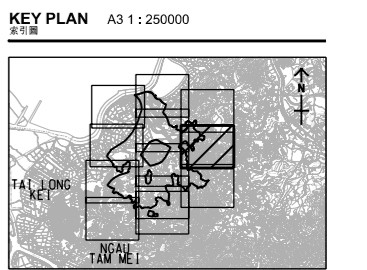 KEY PLAN A3 1 : 250000
索引圖
N
TAI LONG
KEI
NGAU
TAM MEI